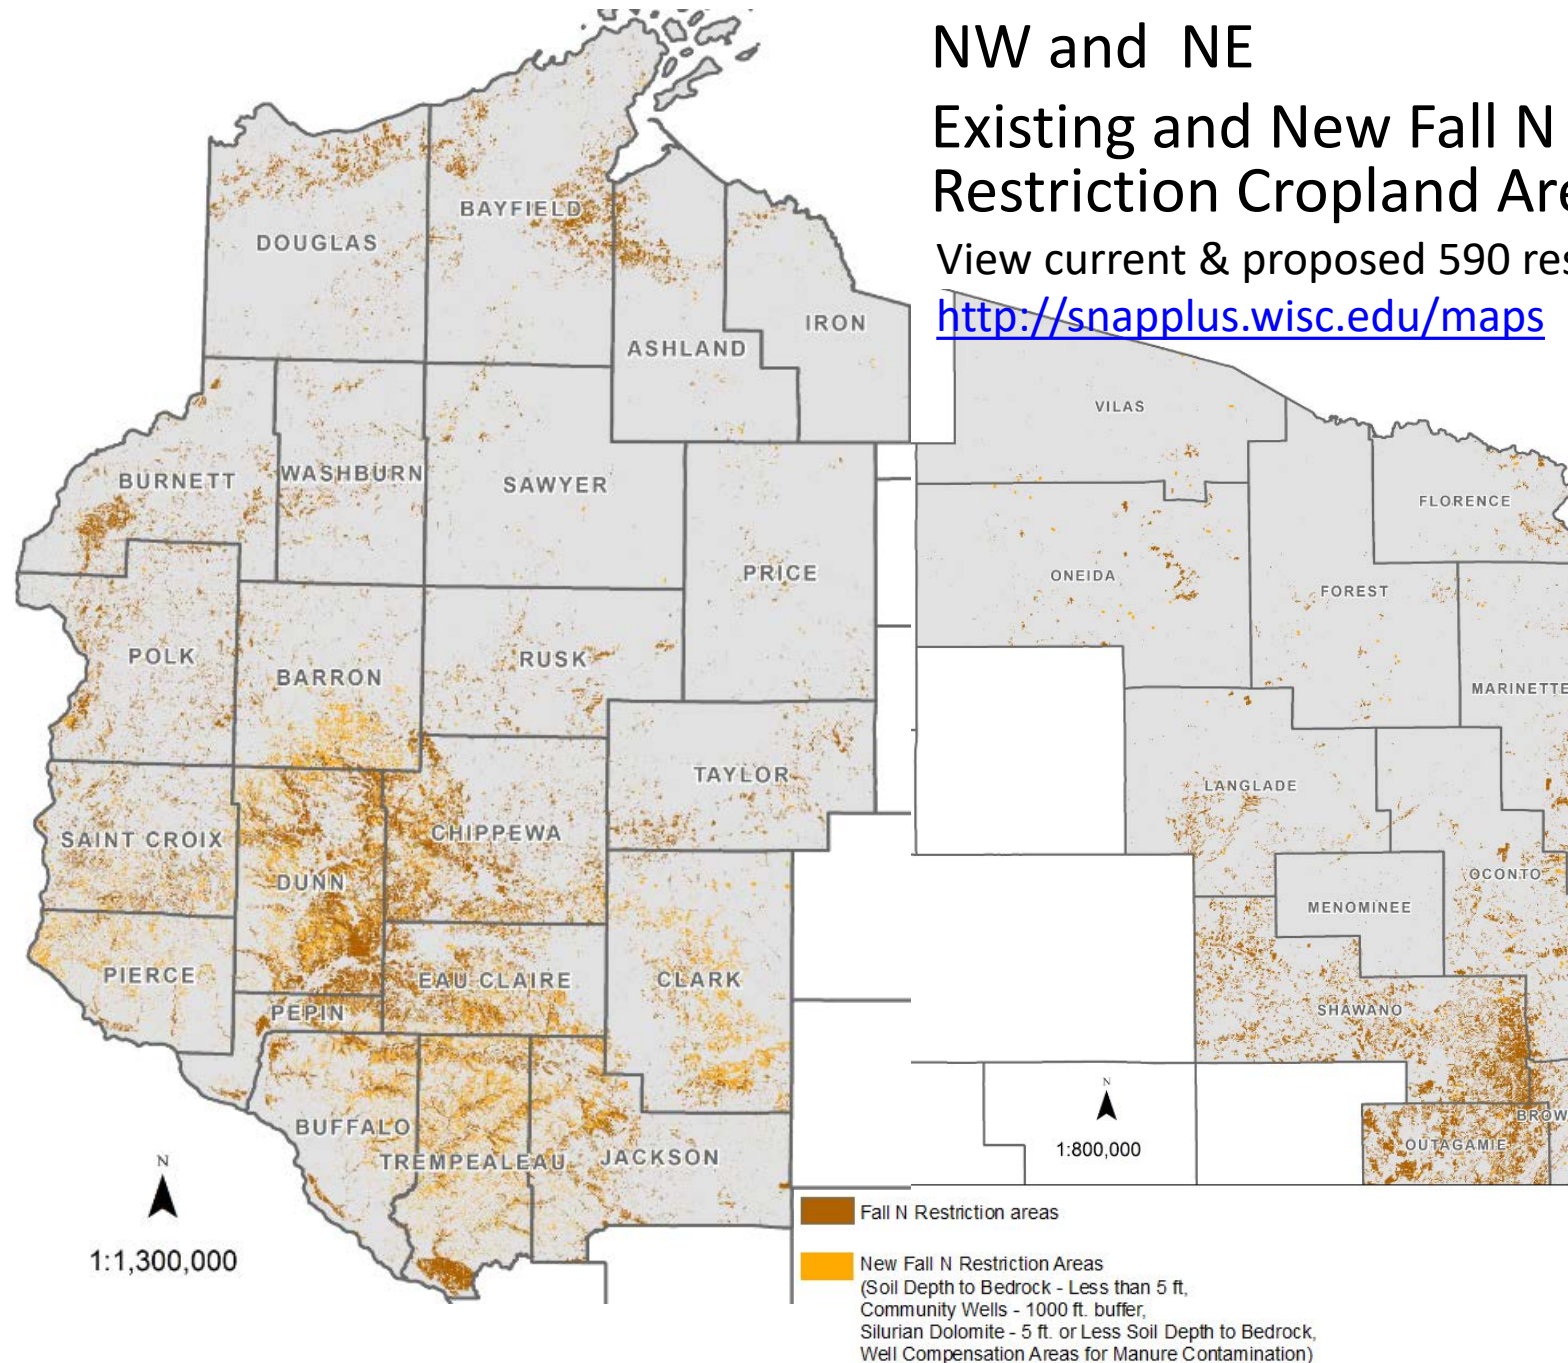 NW and  NE
Existing and New Fall N
Restriction Cropland Are
View current & proposed 590 res
http://snapplus.wisc.edu/maps
BAYFIELD
DOUGLAS
IRON
ASHLAND
VILAS
BURNETT
WASHBURN
SAWYER
FLORENCE
PRICE
ONEIDA
FOREST
POLK
BARRON
RUSK
MARINETTE
TAYLOR
LANGLADE
SAINT CROIX
CHIPPEWA
DUNN
OCONTO
MENOMINEE
PIERCE
EAU CLAIRE
CLARK
PEPIN
SHAWANO
BUFFALO
TREMPEALEAU
JACKSON
BROW
OUTAGAMIE
N
1:800,000
N
1:1,300,000
Fall N Restriction areas
New Fall N Restriction Areas
(Soil Depth to Bedrock - Less than 5 ft,
Community Wells - 1000 ft. buffer,
Silurian Dolomite - 5 ft. or Less Soil Depth to Bedrock,
Well Compensation Areas for Manure Contamination)